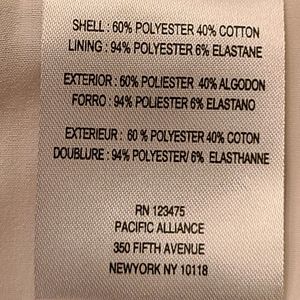 SHELL : 60% POLYESTER 40% COTTON
LINING : 94% POLYESTER 6% ELASTANE
EXTERIOR : 60% POLIESTER 40% ALGODON
FORRO : 94% POLIESTER 6% ELASTANO
EXTERIEUR : 60 % POLYESTER 40% COTON
DOUBLURE : 94% POLYESTER/ 6% ELASTHANNE
RN 123475
PACIFIC ALLIANCE
350 FIFTH AVENUE
NEWYORK NY 10118